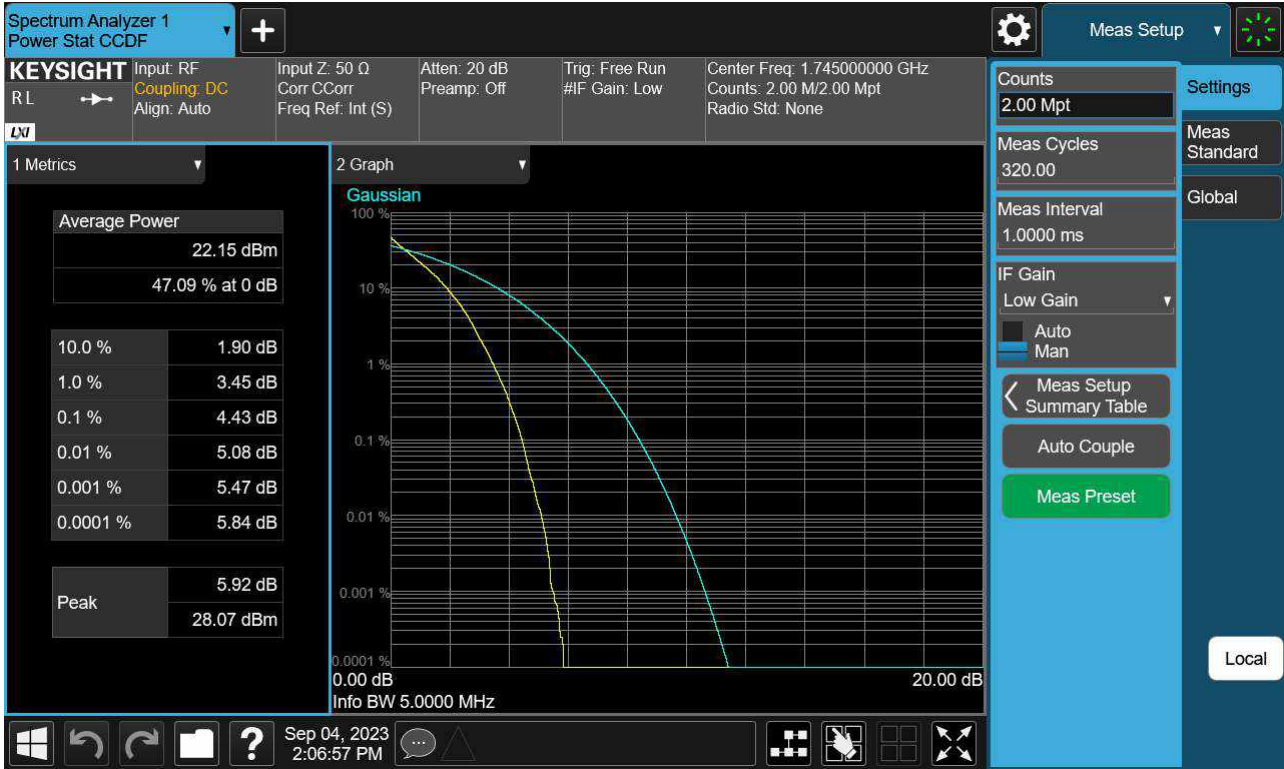 Spectrum Analyzer 1
Power Stat CCDF
+
Meas Setup
KEYSIGHT
RL
LXI
Input: RF
Coupling: DC
Align: Auto
Input Z: 50 Ω
Corr CCorr
Freq Ref: Int (S)
Atten: 20 dB
Preamp: Off
Trig: Free Run
#IF Gain: Low
Center Freq: 1.745000000 GHz
Counts: 2.00 M/2.00 Mpt
Radio Std: None
1 Metrics
Average Power
22.15 dBm
47.09 % at 0 dB
10.0 % 1.90 dB
1.0 % 3.45 dB
0.1 % 4.43 dB
0.01 % 5.08 dB
0.001 % 5.47 dB
0.0001 % 5.84 dB
Peak
5.92 dB
28.07 dBm
2 Graph
Gaussian
100 %
10 %
1 %
0.1 %
0.01 %
0.001 %
0.0001 %
0.00 dB 20.00 dB
Info BW 5.0000 MHz
Counts
2.00 Mpt
Meas Cycles
320.00
Meas Interval
1.0000 ms
IF Gain
Low Gain
Auto
Man
Meas Setup
Summary Table
Auto Couple
Meas Preset
Settings
Meas
Standard
Global
Local
?
Sep 04, 2023
2:06:57 PM